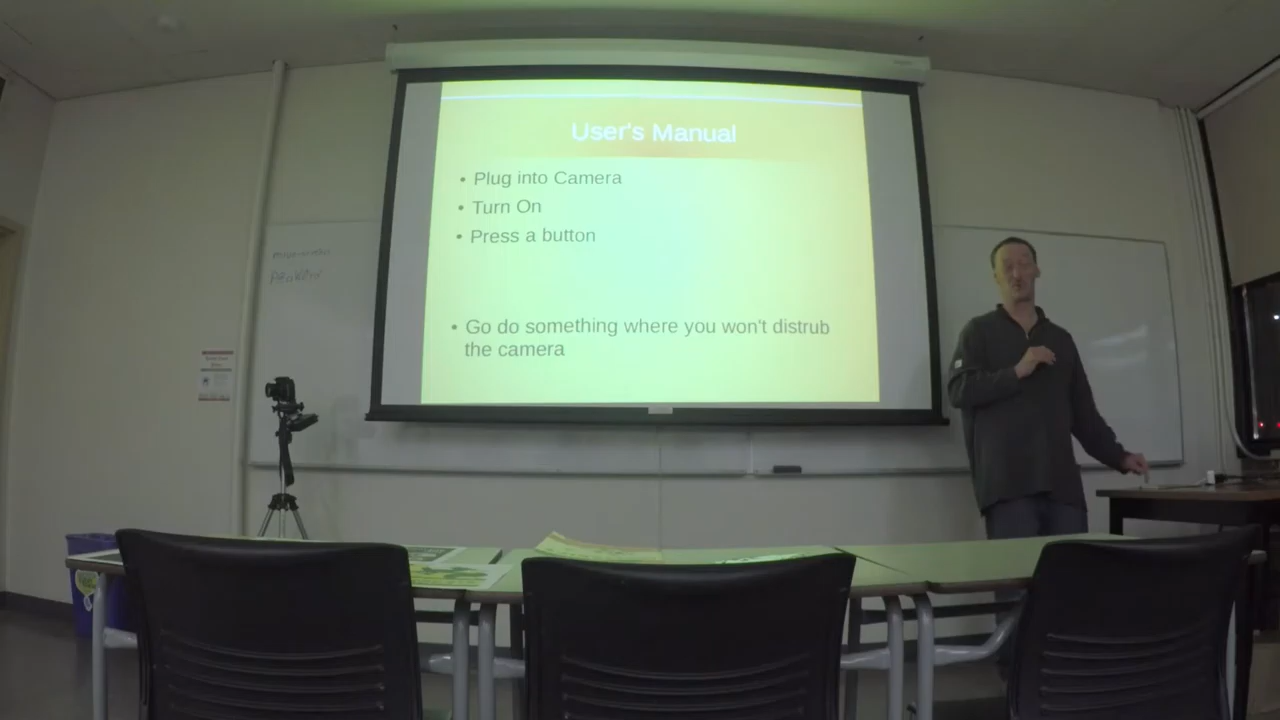 User's Manual
• Plug into Camera
• Turn On
• Press a button
• Go do something where you won't distrub
the camera